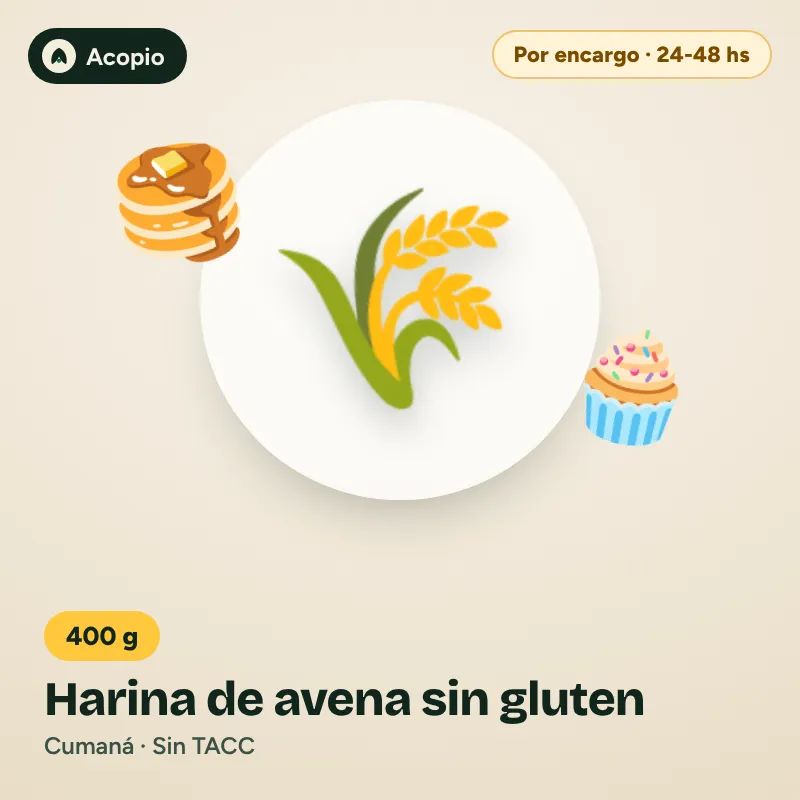 Acopio
Por encargo · 24-48 hs
400 g
Harina de avena sin gluten
Cumaná · Sin TACC